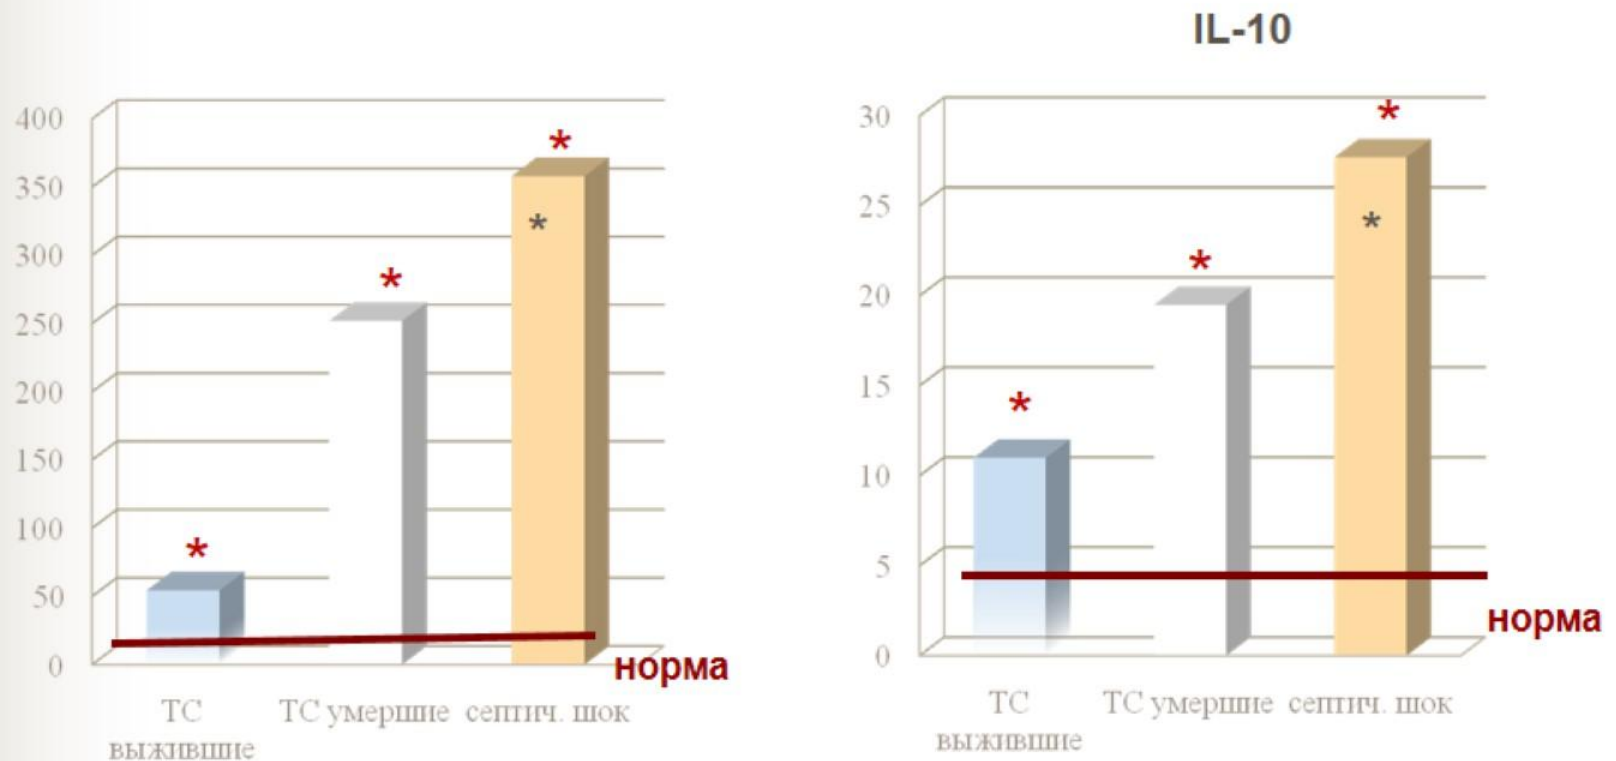 IL-10
400
350
300
250
200
150
100
50
0
*
*
*
*
норма
ТС выжившие
ТС умершие
септич. шок
30
25
20
15
10
5
0
*
*
*
*
норма
ТС выжившие
ТС умершие
септич. шок